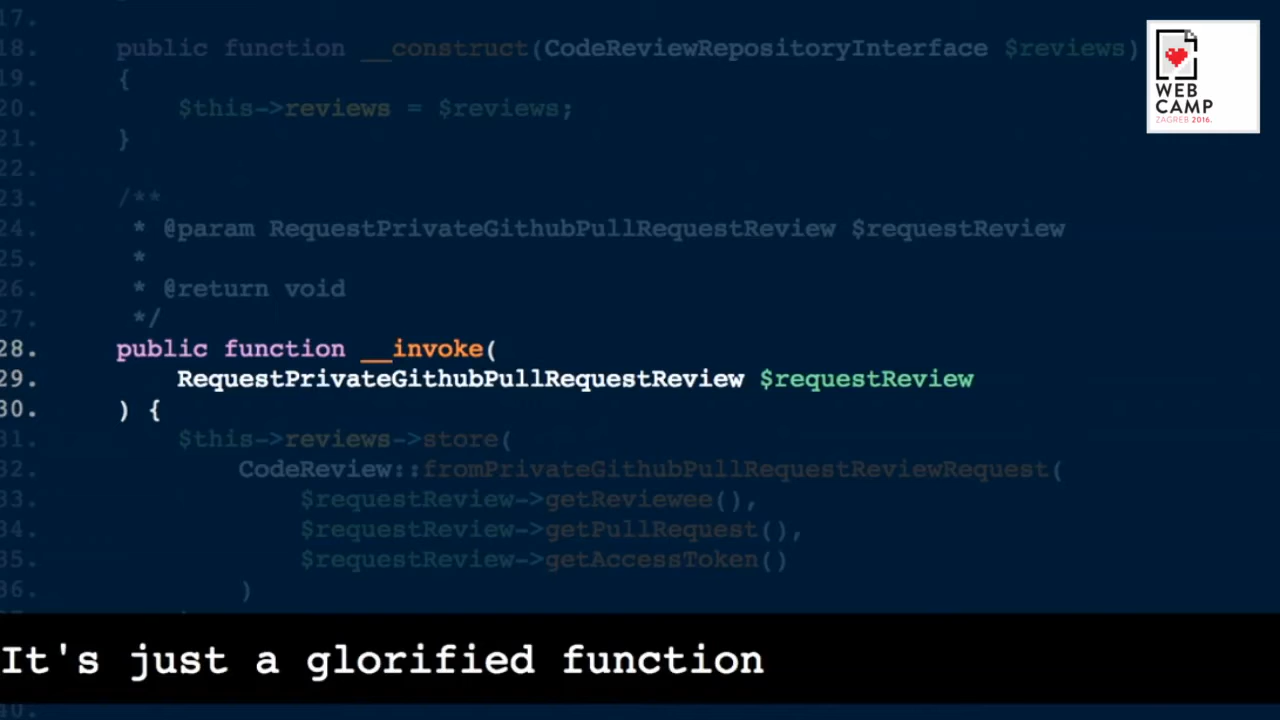 17.
18. public function __construct(CodeReviewRepositoryInterface $reviews)
19. {
20. $this->reviews = $reviews;
21. }
22.
23. /**
24. * @param RequestPrivateGithubPullRequestReview $requestReview
25. *
26. * @return void
27. */
28. public function __invoke(
29. RequestPrivateGithubPullRequestReview $requestReview
30. ) {
31. $this->reviews->store(
32. CodeReview::fromPrivateGithubPullRequestReviewRequest(
33. $requestReview->getReviewee(),
34. $requestReview->getPullRequest(),
35. $requestReview->getAccessToken()
36. )
It's just a glorified function
40.
WEB
CAMP
ZAGREB 2016.